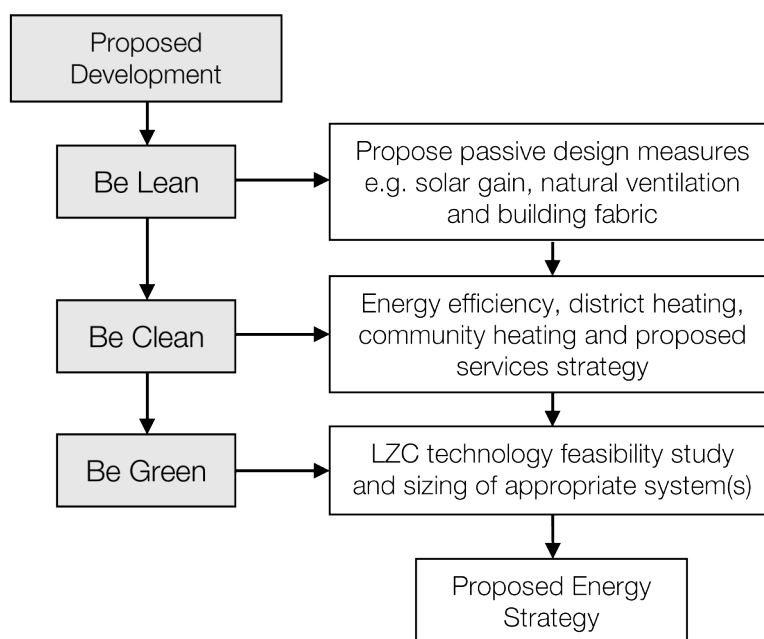 Proposed
Development
Be Lean
Propose passive design measures
e.g. solar gain, natural ventilation
and building fabric
Be Clean
Energy efficiency, district heating,
community heating and proposed
services strategy
Be Green
LZC technology feasibility study
and sizing of appropriate system(s)
Proposed Energy
Strategy